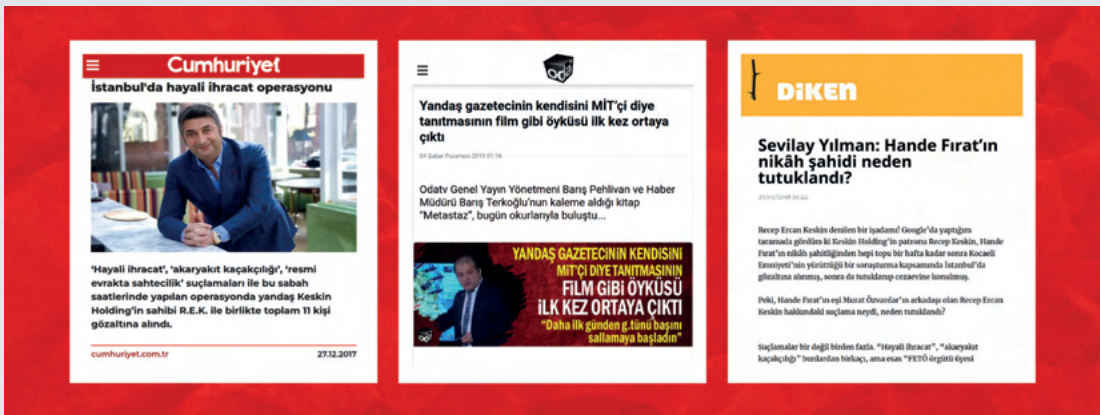 Cumhuriyet
İstanbul'da hayali ihracat operasyonu
'Hayali ihracat', 'akaryakıt kaçakçılığı', 'resmi
evrakta sahtecilik' suçlamaları ile bu sabah
saatlerinde yapılan operasyonda yandaş Keskin
Holding'in sahibi R.E.K. ile birlikte toplam 11 kişi
gözaltına alındı.
cumhuriyet.com.tr 27.12.2017
oda
Yandaş gazetecinin kendisini MİT'çi diye
tanıtmasının film gibi öyküsü ilk kez ortaya
çıktı
04 Şubat Pazartesi 2019 01:16
Odatv Genel Yayın Yönetmeni Barış Pehlivan ve Haber
Müdürü Barış Terkoğlu'nun kaleme aldığı kitap
"Metastaz", bugün okurlarıyla buluştu...
YANDAŞ GAZETECİNİN KENDİSİNİ
MİT'Çİ DİYE TANITMASININ
FİLM GİBİ ÖYKÜSÜ
İLK KEZ ORTAYA ÇIKTI
"Daha ilk günden g.tünü başını
sallamaya başladın"
DİKEN
Sevilay Yılman: Hande Fırat'ın
nikâh şahidi neden
tutuklandı?
Recep Ercan Keskin denilen bir işadamı! Google'da yaptığım
taramada gördüm ki Keskin Holding'in patronu Recep Keskin, Hande
Fırat'ın nikâh şahitliğinden hepi topu bir hafta kadar sonra Kocaeli
Emniyeti'nin yürüttüğü bir soruşturma kapsamında İstanbul'da
gözaltına alınmış, sonra da tutuklanıp cezaevine konulmuş.
Peki, Hande Fırat'ın eşi Murat Özvardar'ın arkadaşı olan Recep Ercan
Keskin hakkındaki suçlama neydi, neden tutuklandı?
Suçlamalar bir değil birden fazla. "Hayali ihracat", "akaryakıt
kaçakçılığı" bunlardan birkaçı, ama esas "FETÖ örgütü üyesi